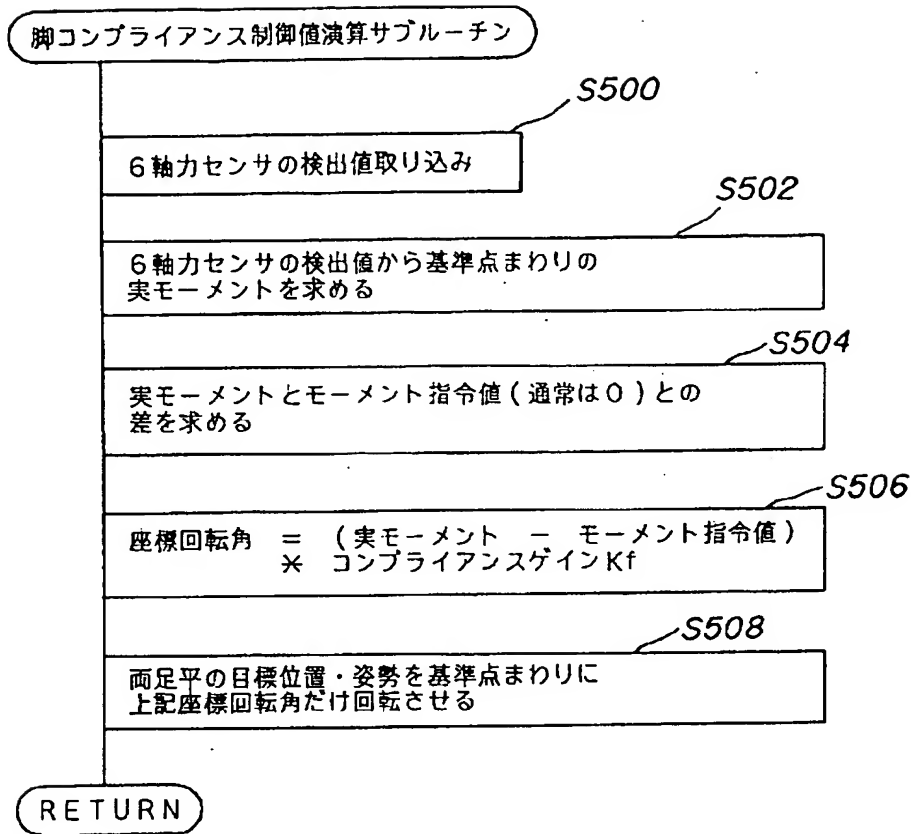 脚コンプライアンス制御値演算サブルーチン
S500
6軸力センサの検出値取り込み
S502
6軸力センサの検出値から基準点まわりの
実モーメントを求める
S504
実モーメントとモーメント指令値(通常は0)との
差を求める
S506
座標回転角 = (実モーメント - モーメント指令値)
* コンプライアンスゲインKf
S508
両足平の目標位置・姿勢を基準点まわりに
上記座標回転角だけ回転させる
RETURN